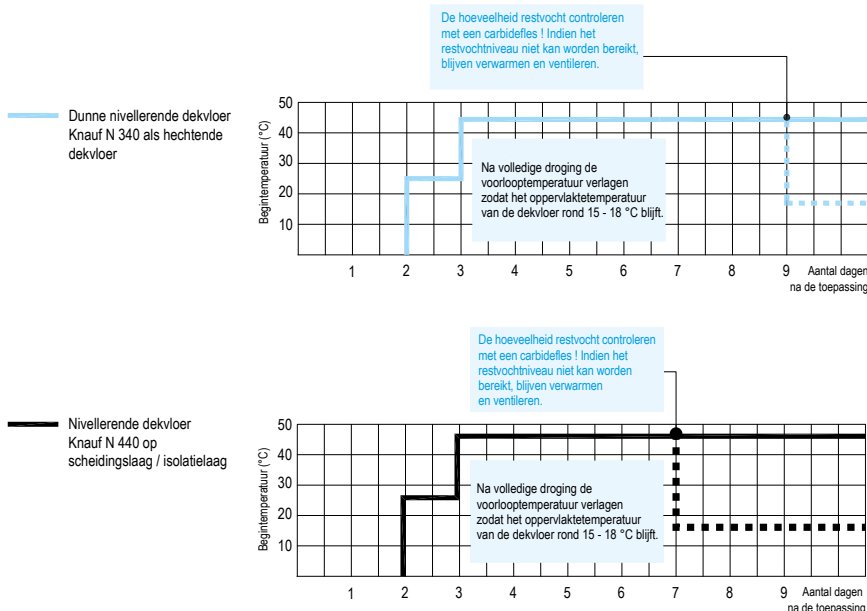 De hoeveelheid restvocht controleren
met een carbidefles ! Indien het
restvochtniveau niet kan worden bereikt,
blijven verwarmen en ventileren.
Dunne nivellerende dekvloer
Knauf N 340 als hechtende
dekvloer
Begintemperatuur (°C)
50
40
30
20
10
Na volledige droging de
voorlooptemperatuur verlagen
zodat het oppervlaktetemperatuur
van de dekvloer rond 15 - 18 °C blijft.
1 2 3 4 5 6 7 8 9 Aantal dagen
na de toepassing
De hoeveelheid restvocht controleren
met een carbidefles ! Indien het
restvochtniveau niet kan worden
bereikt, blijven verwarmen
en ventileren.
Nivellerende dekvloer
Knauf N 440 op
scheidingslaag / isolatielaag
Begintemperatuur (°C)
50
40
30
20
10
Na volledige droging de
voorlooptemperatuur verlagen
zodat het oppervlaktetemperatuur
van de dekvloer rond 15 - 18 °C blijft.
1 2 3 4 5 6 7 8 9 Aantal dagen
na de toepassing